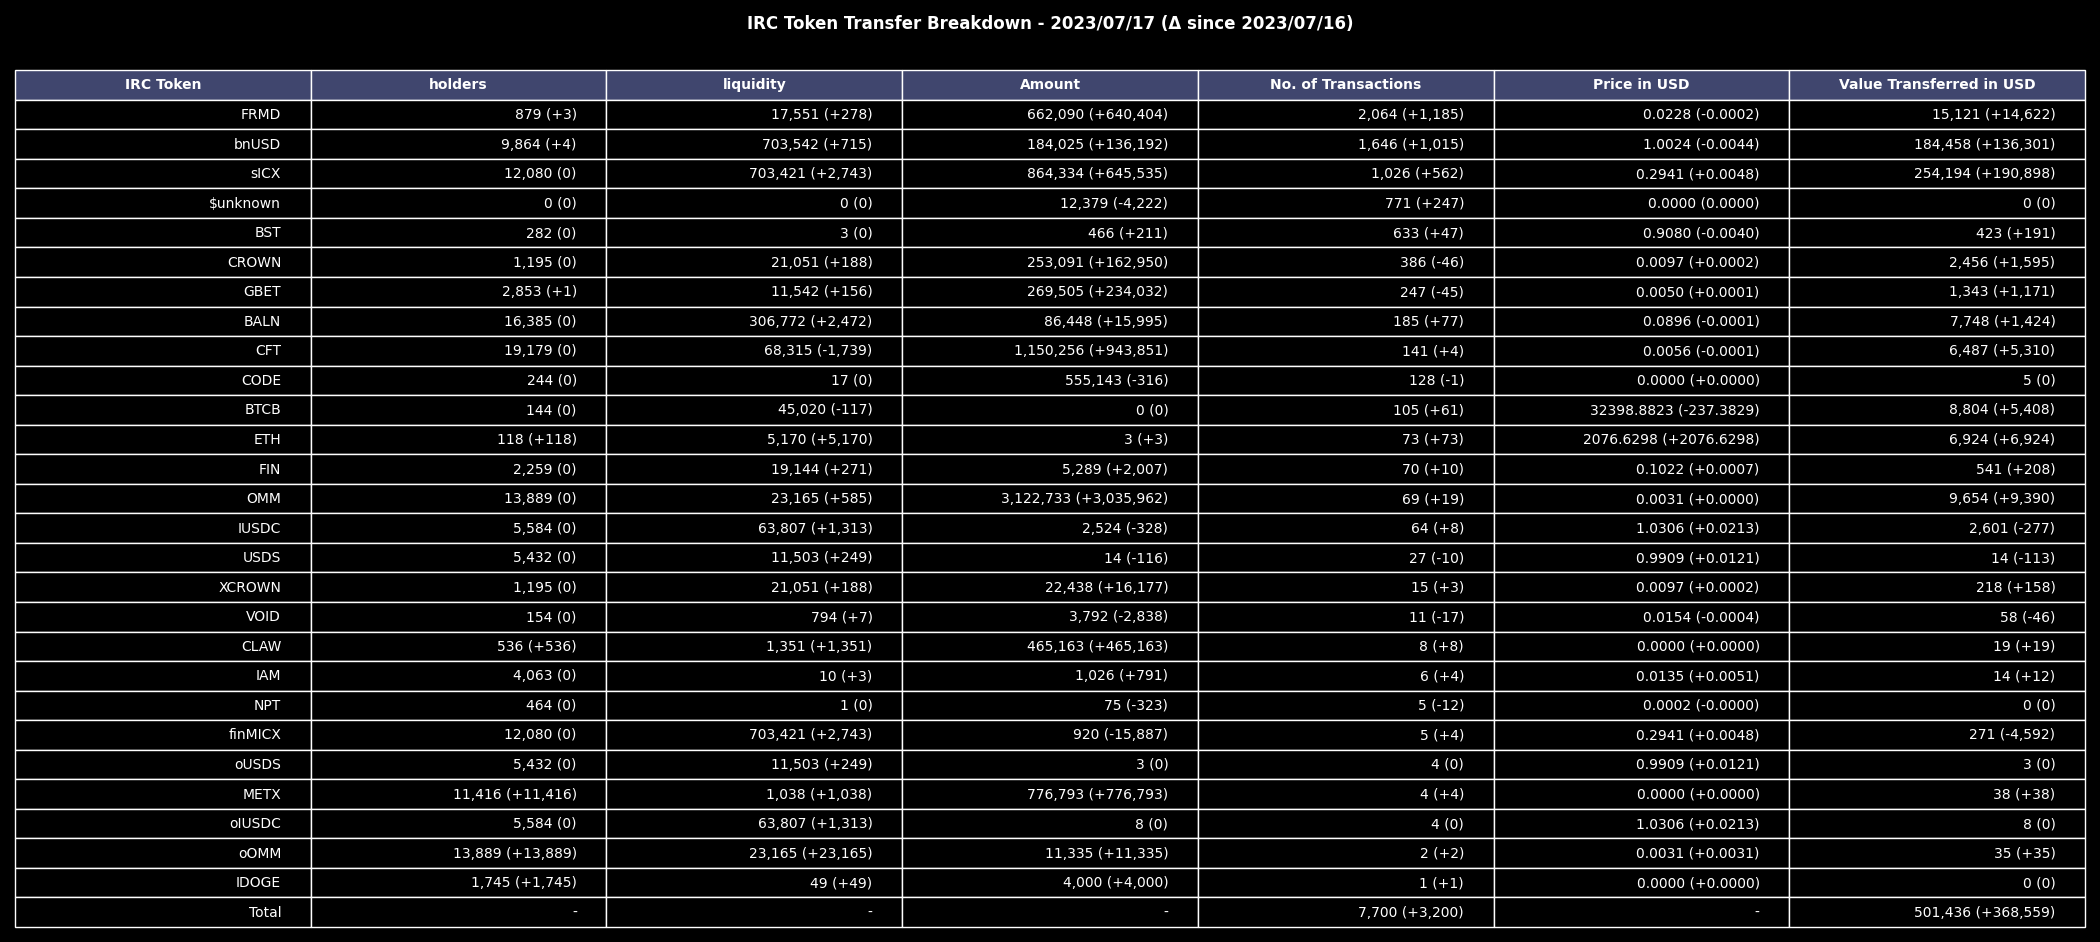 IRC Token Transfer Breakdown - 2023/07/17 (Δ since 2023/07/16)
IRC Token holders liquidity Amount No. of Transactions Price in USD Value Transferred in USD
FRMD 879 (+3) 17,551 (+278) 662,090 (+640,404) 2,064 (+1,185) 0.0228 (-0.0002) 15,121 (+14,622)
bnUSD 9,864 (+4) 703,542 (+715) 184,025 (+136,192) 1,646 (+1,015) 1.0024 (-0.0044) 184,458 (+136,301)
sICX 12,080 (0) 703,421 (+2,743) 864,334 (+645,535) 1,026 (+562) 0.2941 (+0.0048) 254,194 (+190,898)
$unknown 0 (0) 0 (0) 12,379 (-4,222) 771 (+247) 0.0000 (0.0000) 0 (0)
BST 282 (0) 3 (0) 466 (+211) 633 (+47) 0.9080 (-0.0040) 423 (+191)
CROWN 1,195 (0) 21,051 (+188) 253,091 (+162,950) 386 (-46) 0.0097 (+0.0002) 2,456 (+1,595)
GBET 2,853 (+1) 11,542 (+156) 269,505 (+234,032) 247 (-45) 0.0050 (+0.0001) 1,343 (+1,171)
BALN 16,385 (0) 306,772 (+2,472) 86,448 (+15,995) 185 (+77) 0.0896 (-0.0001) 7,748 (+1,424)
CFT 19,179 (0) 68,315 (-1,739) 1,150,256 (+943,851) 141 (+4) 0.0056 (-0.0001) 6,487 (+5,310)
CODE 244 (0) 17 (0) 555,143 (-316) 128 (-1) 0.0000 (+0.0000) 5 (0)
BTCB 144 (0) 45,020 (-117) 0 (0) 105 (+61) 32398.8823 (-237.3829) 8,804 (+5,408)
ETH 118 (+118) 5,170 (+5,170) 3 (+3) 73 (+73) 2076.6298 (+2076.6298) 6,924 (+6,924)
FIN 2,259 (0) 19,144 (+271) 5,289 (+2,007) 70 (+10) 0.1022 (+0.0007) 541 (+208)
OMM 13,889 (0) 23,165 (+585) 3,122,733 (+3,035,962) 69 (+19) 0.0031 (+0.0000) 9,654 (+9,390)
IUSDC 5,584 (0) 63,807 (+1,313) 2,524 (-328) 64 (+8) 1.0306 (+0.0213) 2,601 (-277)
USDS 5,432 (0) 11,503 (+249) 14 (-116) 27 (-10) 0.9909 (+0.0121) 14 (-113)
XCROWN 1,195 (0) 21,051 (+188) 22,438 (+16,177) 15 (+3) 0.0097 (+0.0002) 218 (+158)
VOID 154 (0) 794 (+7) 3,792 (-2,838) 11 (-17) 0.0154 (-0.0004) 58 (-46)
CLAW 536 (+536) 1,351 (+1,351) 465,163 (+465,163) 8 (+8) 0.0000 (+0.0000) 19 (+19)
IAM 4,063 (0) 10 (+3) 1,026 (+791) 6 (+4) 0.0135 (+0.0051) 14 (+12)
NPT 464 (0) 1 (0) 75 (-323) 5 (-12) 0.0002 (-0.0000) 0 (0)
finMICX 12,080 (0) 703,421 (+2,743) 920 (-15,887) 5 (+4) 0.2941 (+0.0048) 271 (-4,592)
oUSDS 5,432 (0) 11,503 (+249) 3 (0) 4 (0) 0.9909 (+0.0121) 3 (0)
METX 11,416 (+11,416) 1,038 (+1,038) 776,793 (+776,793) 4 (+4) 0.0000 (+0.0000) 38 (+38)
oIUSDC 5,584 (0) 63,807 (+1,313) 8 (0) 4 (0) 1.0306 (+0.0213) 8 (0)
oOMM 13,889 (+13,889) 23,165 (+23,165) 11,335 (+11,335) 2 (+2) 0.0031 (+0.0031) 35 (+35)
IDOGE 1,745 (+1,745) 49 (+49) 4,000 (+4,000) 1 (+1) 0.0000 (+0.0000) 0 (0)
Total - - - 7,700 (+3,200) - 501,436 (+368,559)